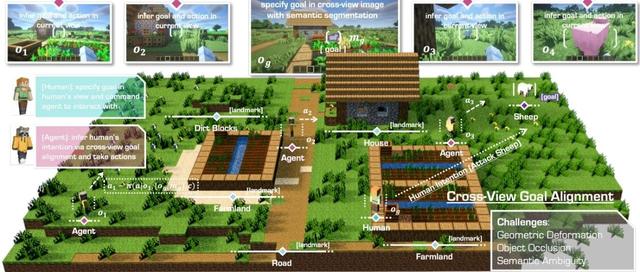 infer goal and action in
current view
o₁
infer goal and action in
current view
o₂
specify goal in cross-view image
with semantic segmentation
o_g
[goal]
m_g
infer goal and action in
current view
o₃
infer goal and action in
current view
o₄
[Human]: specify goal in
human's view and command
agent to interact with
[Agent]: infer human's
intention via cross-view goal
alignment and take actions
[landmark]
Dirt Blocks
a₂
o₂
Agent
[landmark]
House
a₃
o₃
Agent
[goal]
Sheep
Human Intention (Attack Sheep)
[landmark]
Farmland
o₁
Agent
o_g
Human
Cross-View Goal Alignment
[landmark]
Road
[landmark]
Farmland
Challenges:
Geometric Deformation
Object Occlusion
Semantic Ambiguity